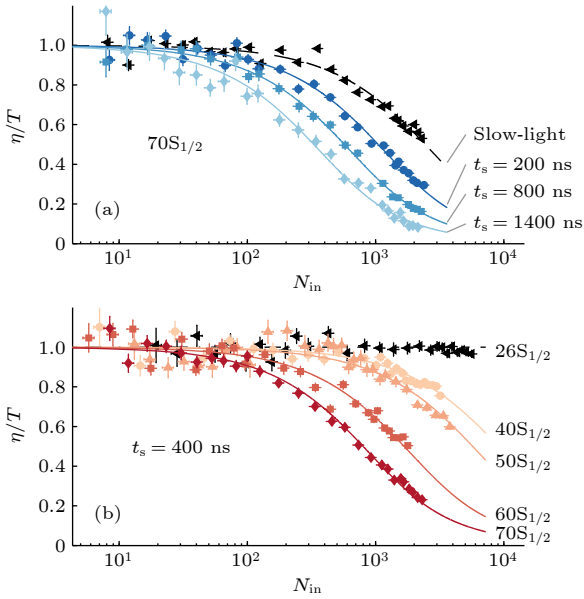 1.0
0.8
0.6
0.4
0.2
0
η/T
70S1/2
(a)
Slow-light
ts = 200 ns
ts = 800 ns
ts = 1400 ns
10¹ 10² 10³ 10⁴
Nin
1.0
0.8
0.6
0.4
0.2
0
η/T
ts = 400 ns
(b)
26S1/2
40S1/2
50S1/2
60S1/2
70S1/2
10¹ 10² 10³ 10⁴
Nin